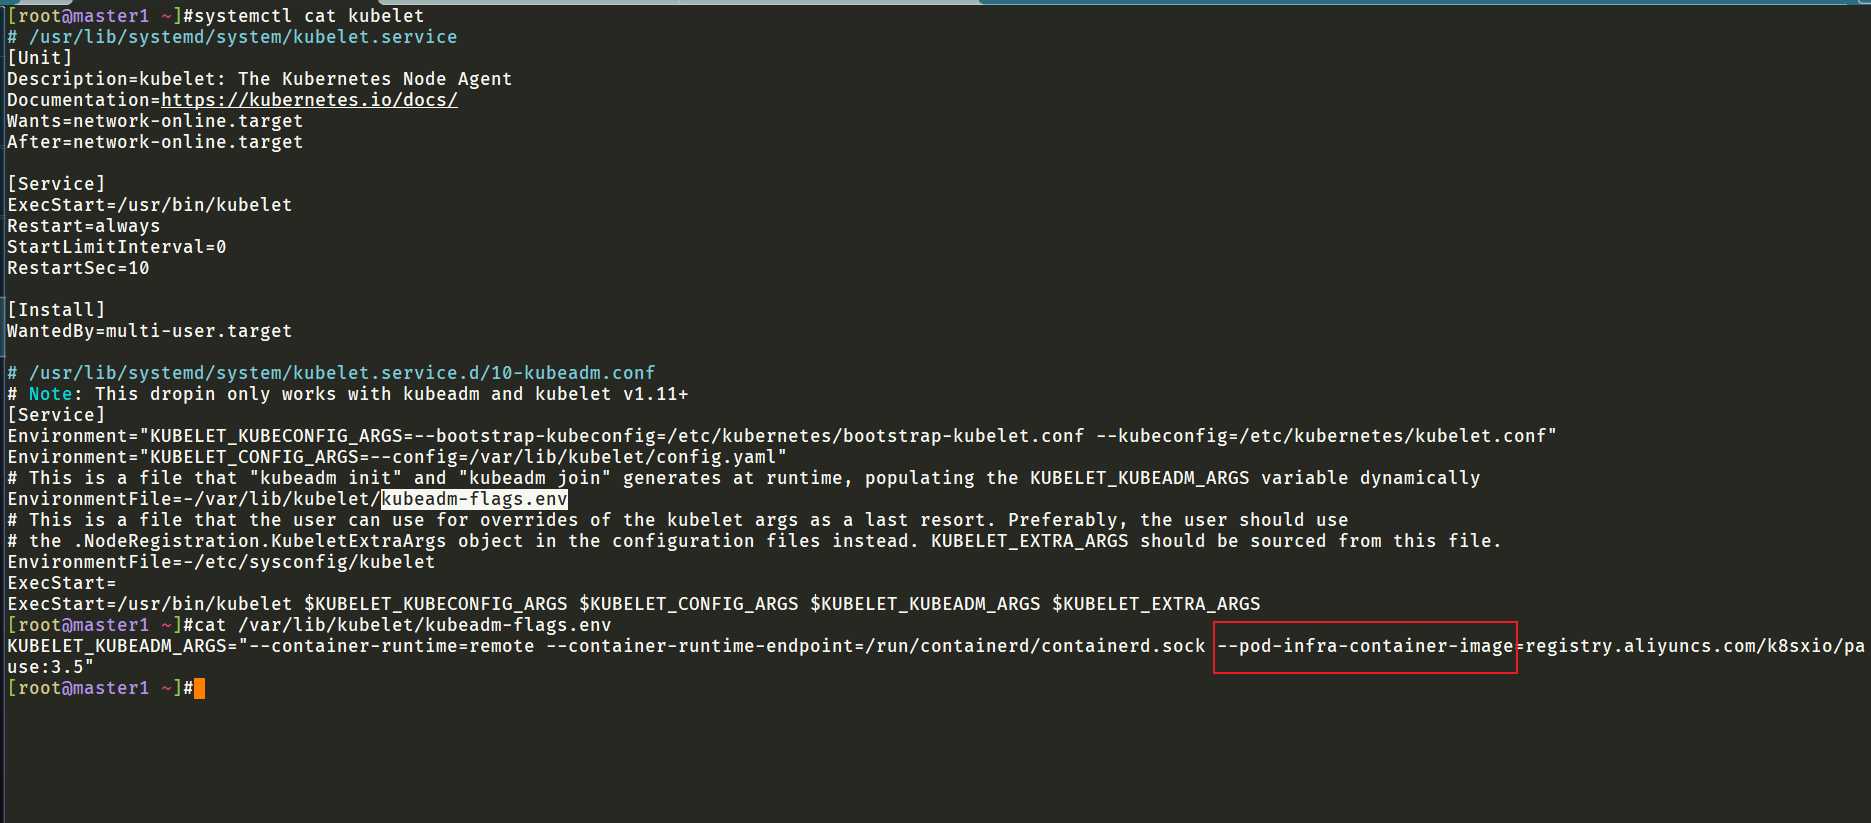 [root@master1 ~]#systemctl cat kubelet
# /usr/lib/systemd/system/kubelet.service
[Unit]
Description=kubelet: The Kubernetes Node Agent
Documentation=https://kubernetes.io/docs/
Wants=network-online.target
After=network-online.target
[Service]
ExecStart=/usr/bin/kubelet
Restart=always
StartLimitInterval=0
RestartSec=10
[Install]
WantedBy=multi-user.target
# /usr/lib/systemd/system/kubelet.service.d/10-kubeadm.conf
# Note: This dropin only works with kubeadm and kubelet v1.11+
[Service]
Environment="KUBELET_KUBECONFIG_ARGS=--bootstrap-kubeconfig=/etc/kubernetes/bootstrap-kubelet.conf --kubeconfig=/etc/kubernetes/kubelet.conf"
Environment="KUBELET_CONFIG_ARGS=--config=/var/lib/kubelet/config.yaml"
# This is a file that "kubeadm init" and "kubeadm join" generates at runtime, populating the KUBELET_KUBEADM_ARGS variable dynamically
EnvironmentFile=-/var/lib/kubelet/kubeadm-flags.env
# This is a file that the user can use for overrides of the kubelet args as a last resort. Preferably, the user should use
# the .NodeRegistration.KubeletExtraArgs object in the configuration files instead. KUBELET_EXTRA_ARGS should be sourced from this file.
EnvironmentFile=-/etc/sysconfig/kubelet
ExecStart=
ExecStart=/usr/bin/kubelet $KUBELET_KUBECONFIG_ARGS $KUBELET_CONFIG_ARGS $KUBELET_KUBEADM_ARGS $KUBELET_EXTRA_ARGS
[root@master1 ~]#cat /var/lib/kubelet/kubeadm-flags.env
KUBELET_KUBEADM_ARGS="--container-runtime=remote --container-runtime-endpoint=/run/containerd/containerd.sock --pod-infra-container-image=registry.aliyuncs.com/k8sxio/pa
use:3.5"
[root@master1 ~]#